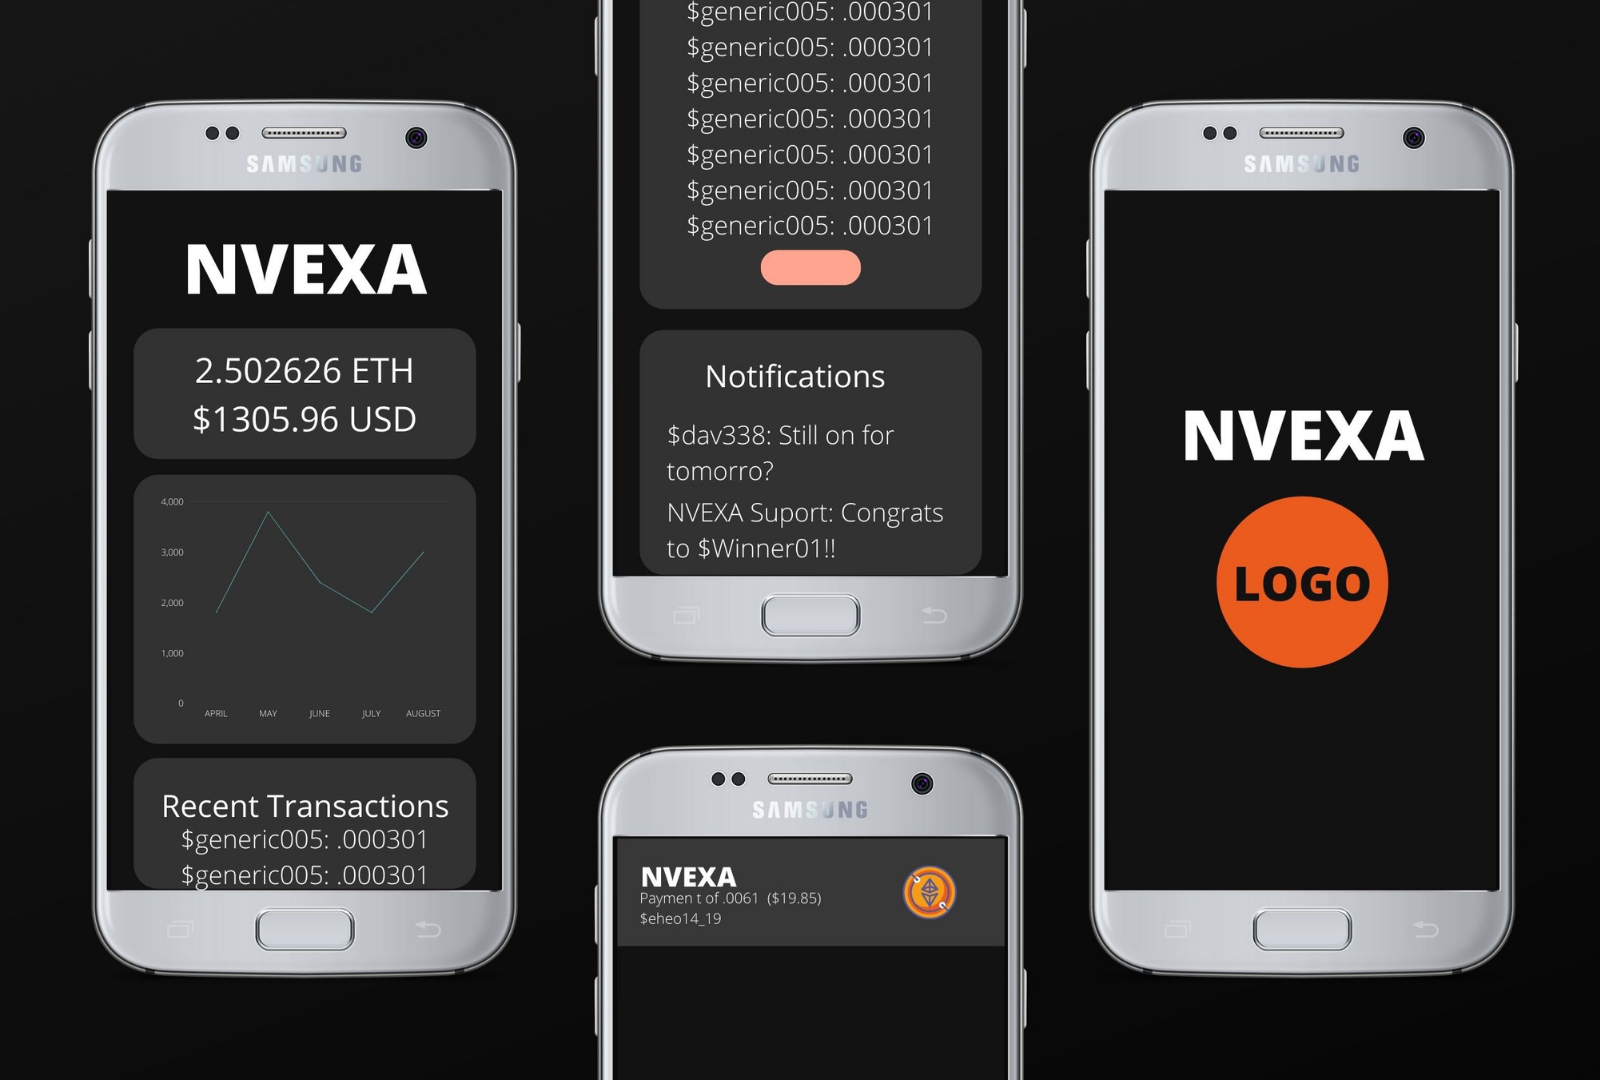 SAMSUNG
NVEXA
2.502626 ETH
$1305.96 USD
4,000
3,000
2,000
1,000
0
APRIL MAY JUNE JULY AUGUST
Recent Transactions
$generic005: .000301
$generic005: .000301
$generic005: .000301
$generic005: .000301
$generic005: .000301
$generic005: .000301
$generic005: .000301
$generic005: .000301
$generic005: .000301
Notifications
$dav338: Still on for
tomorro?
NVEXA Suport: Congrats
to $Winner01!!
SAMSUNG
NVEXA
Paymen t of .0061 ($19.85)
$eheo14_19
SAMSUNG
NVEXA
LOGO